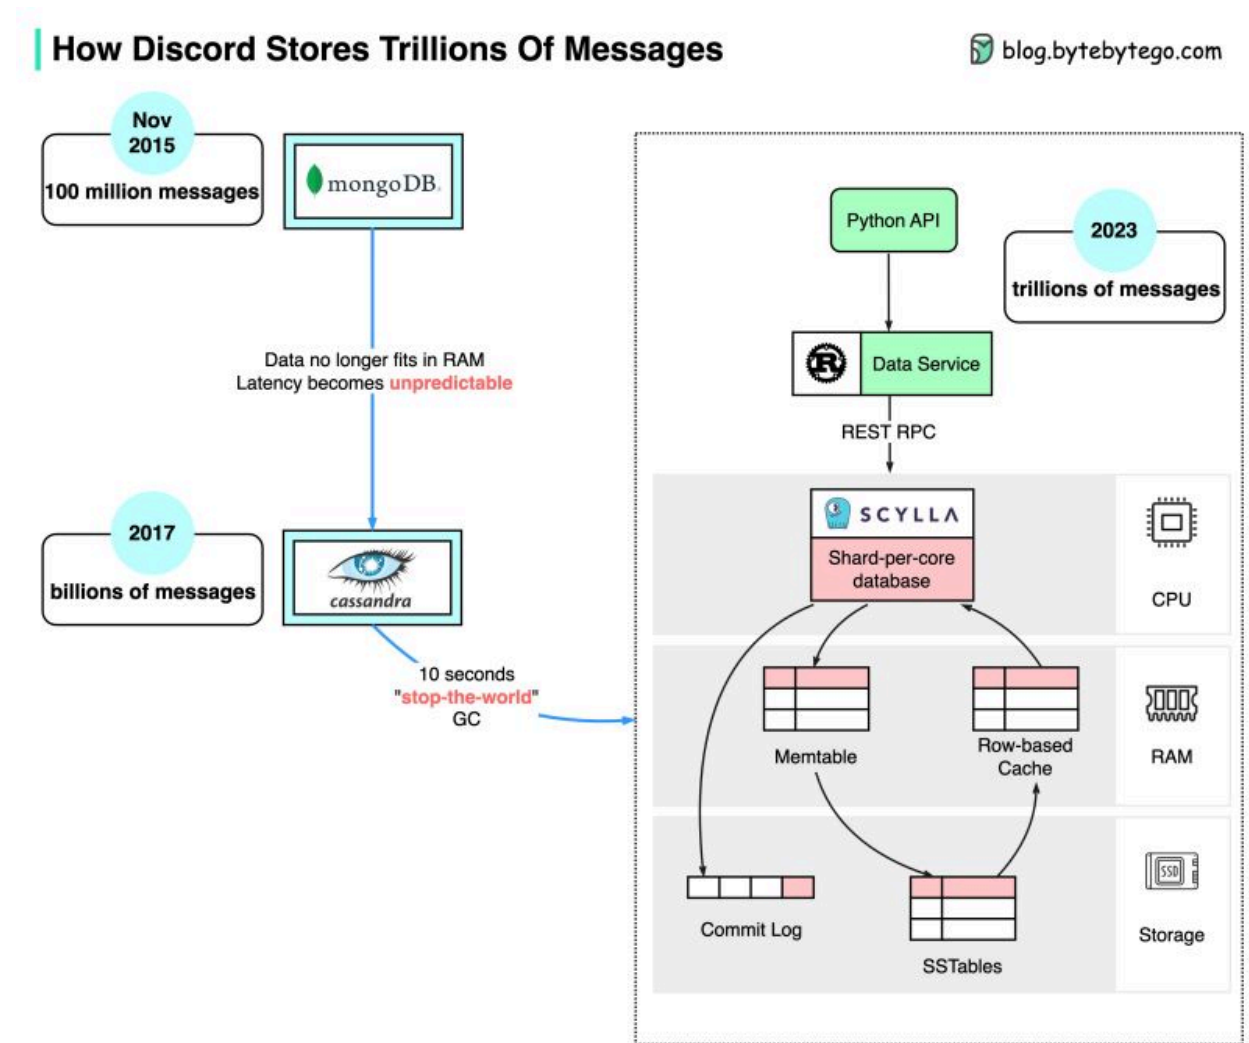 How Discord Stores Trillions Of Messages
blog.bytebytego.com
Nov
2015
100 million messages
mongoDB.
Data no longer fits in RAM
Latency becomes unpredictable
2017
billions of messages
cassandra
10 seconds
"stop-the-world"
GC
Python API
2023
trillions of messages
R
Data Service
REST RPC
SCYLLA
Shard-per-core
database
CPU
Memtable
Row-based
Cache
RAM
Commit Log
SSTables
SSD
Storage